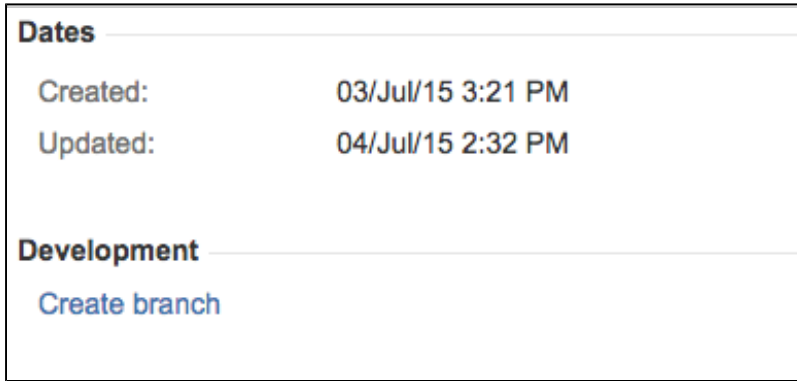 Dates
Created: 03/Jul/15 3:21 PM
Updated: 04/Jul/15 2:32 PM
Development
Create branch